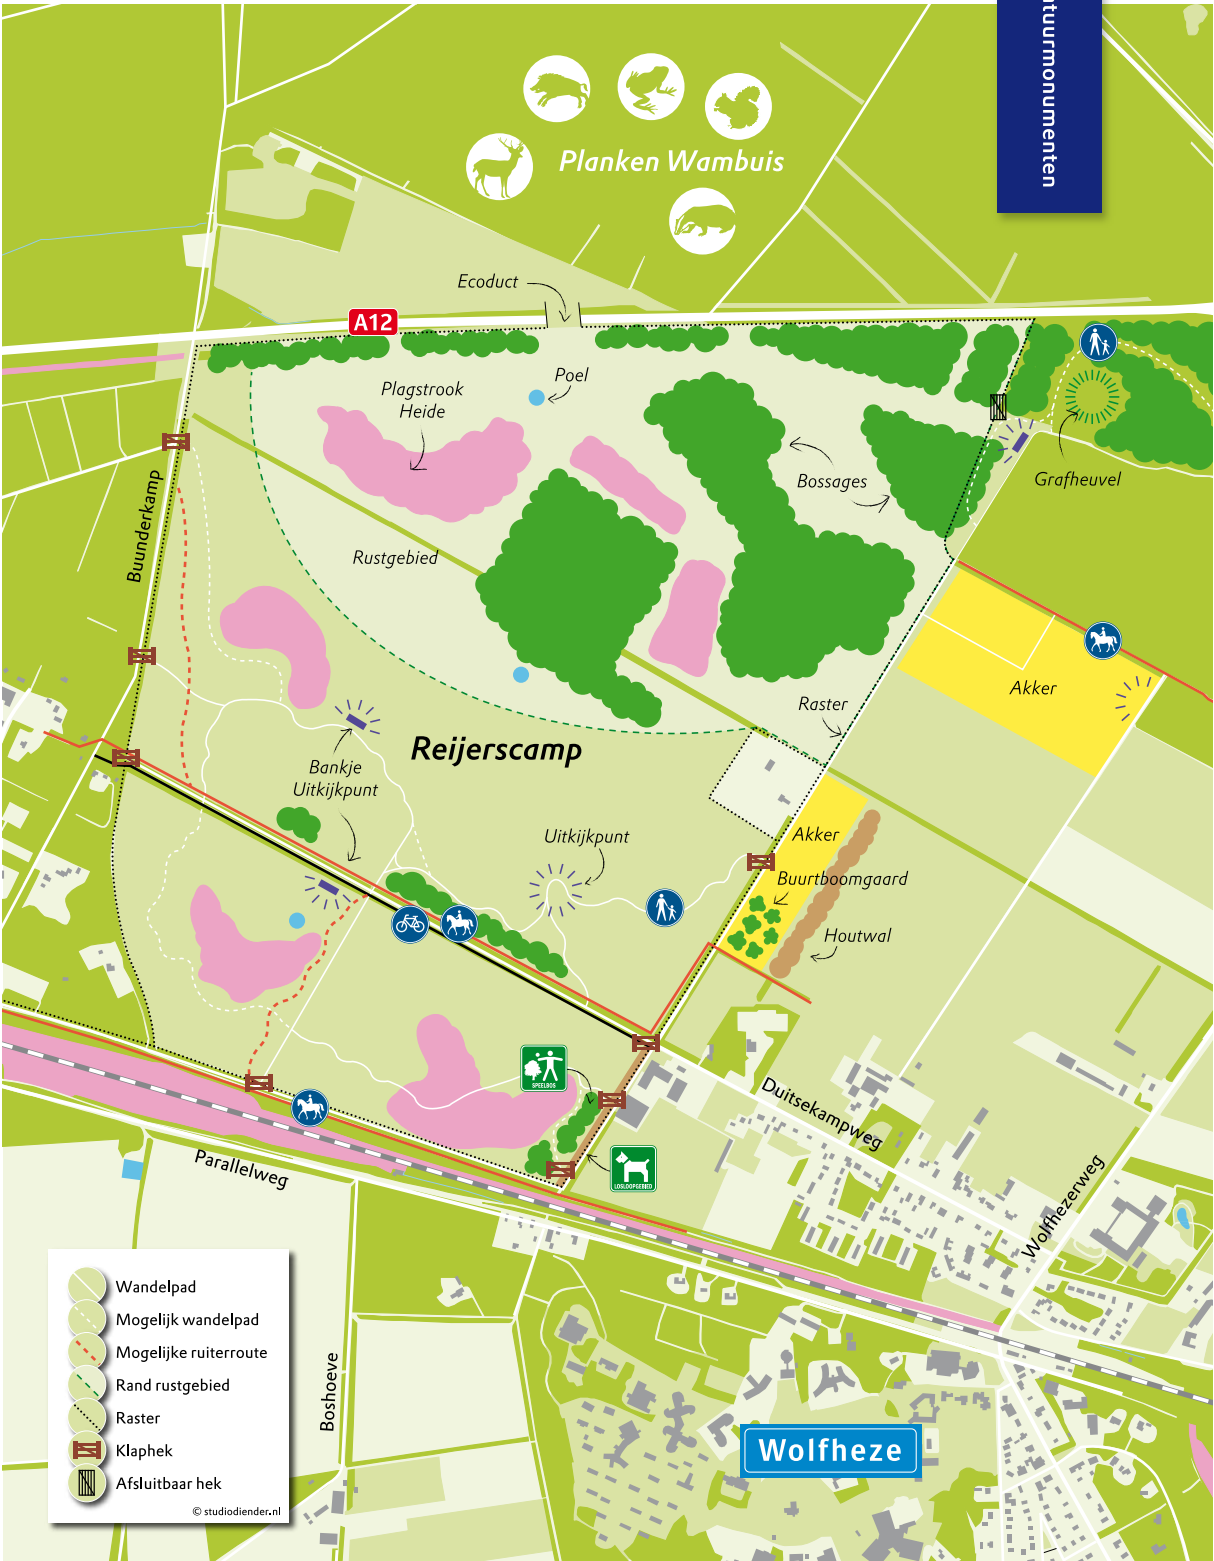 tuurmonumenten
Planken Wambuis
Ecoduct
A12
Poel
Plagstrook
Heide
Bossages
Grafheuvel
Buunderkamp
Rustgebied
Akker
Raster
Reijerscamp
Bankje
Uitkijkpunt
Uitkijkpunt
Akker
Buurtboomgaard
Houtwal
SPEELBOS
Duitsekampweg
LOSLOOPGEBIED
Parallelweg
Wolfhezerweg
Boshoeve
Wolfheze
Wandelpad
Mogelijk wandelpad
Mogelijke ruiterroute
Rand rustgebied
Raster
Klaphek
Afsluitbaar hek
© studiodiender.nl